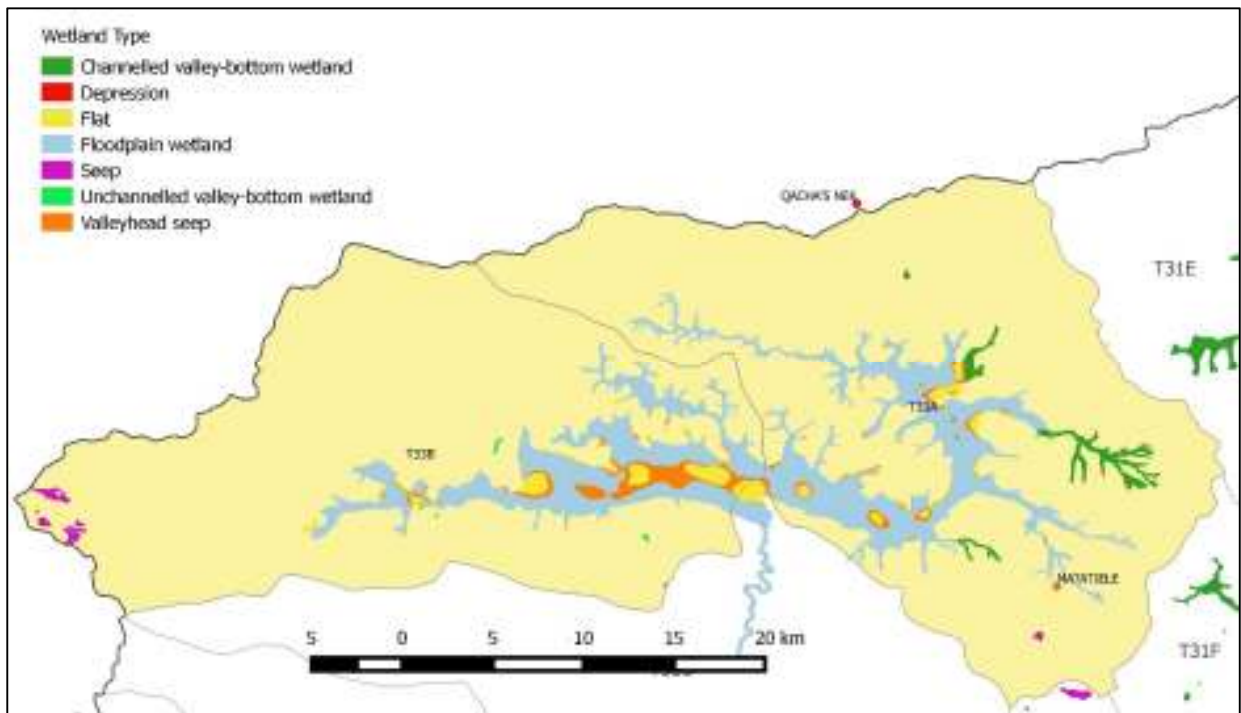 Wetland Type
Channelled valley-bottom wetland
Depression
Flat
Floodplain wetland
Seep
Unchannelled valley-bottom wetland
Valleyhead seep
QACHA'S NEK
T31E
T33A
T33B
MATATIELE
5 0 5 10 15 20 km
T31F